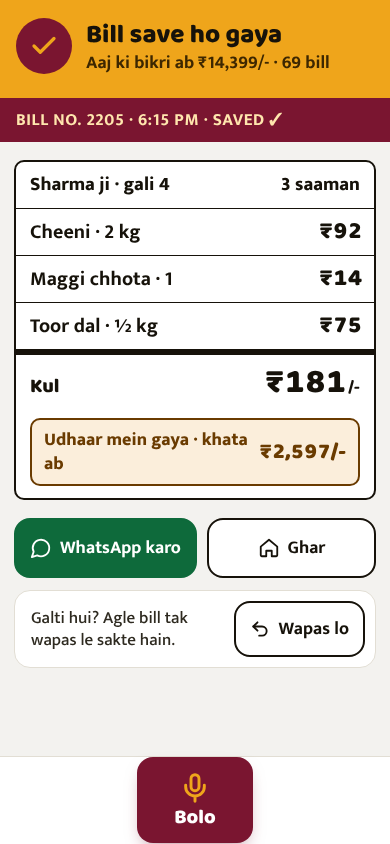 Bill save ho gaya
Aaj ki bikri ab ₹14,399/- · 69 bill
BILL NO. 2205 · 6:15 PM · SAVED ✓
Sharma ji · gali 4 3 saaman
Cheeni · 2 kg ₹92
Maggi chhota · 1 ₹14
Toor dal · ½ kg ₹75
Kul ₹181/-
Udhaar mein gaya · khata
ab ₹2,597/-
WhatsApp karo Ghar
Galti hui? Agle bill tak
wapas le sakte hain.
Wapas lo
Bolo